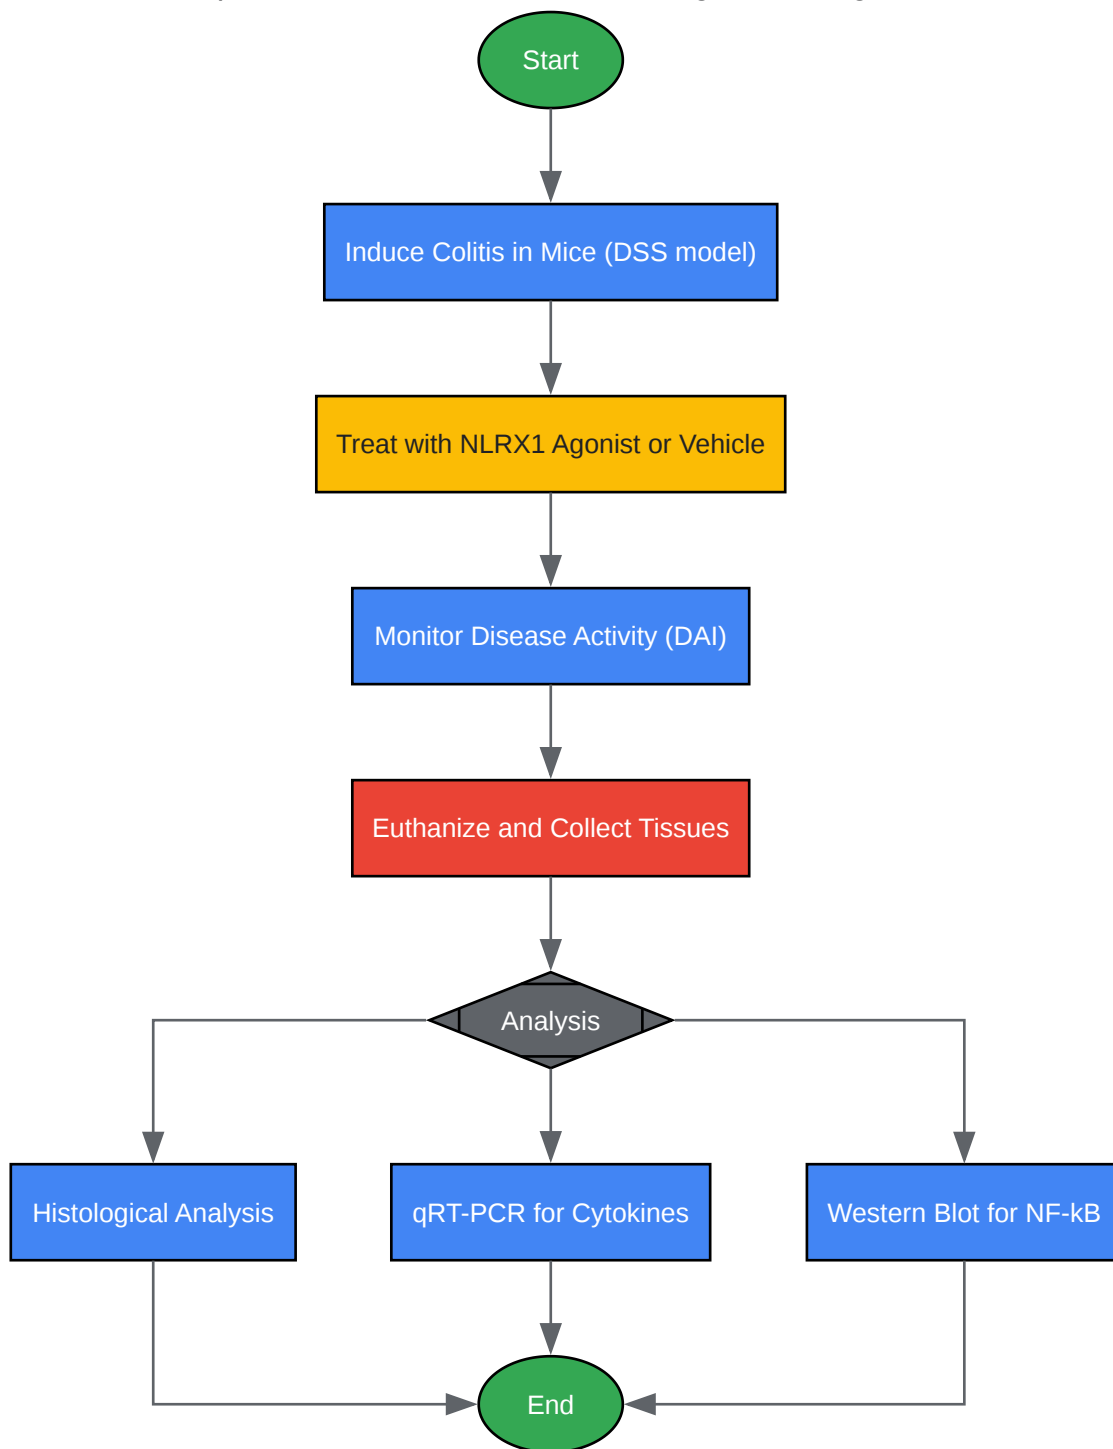 Start
Induce Colitis in Mice (DSS model)
Treat with NLRX1 Agonist or Vehicle
Monitor Disease Activity (DAI)
Euthanize and Collect Tissues
Analysis
Histological Analysis
qRT-PCR for Cytokines
Western Blot for NF-kB
End